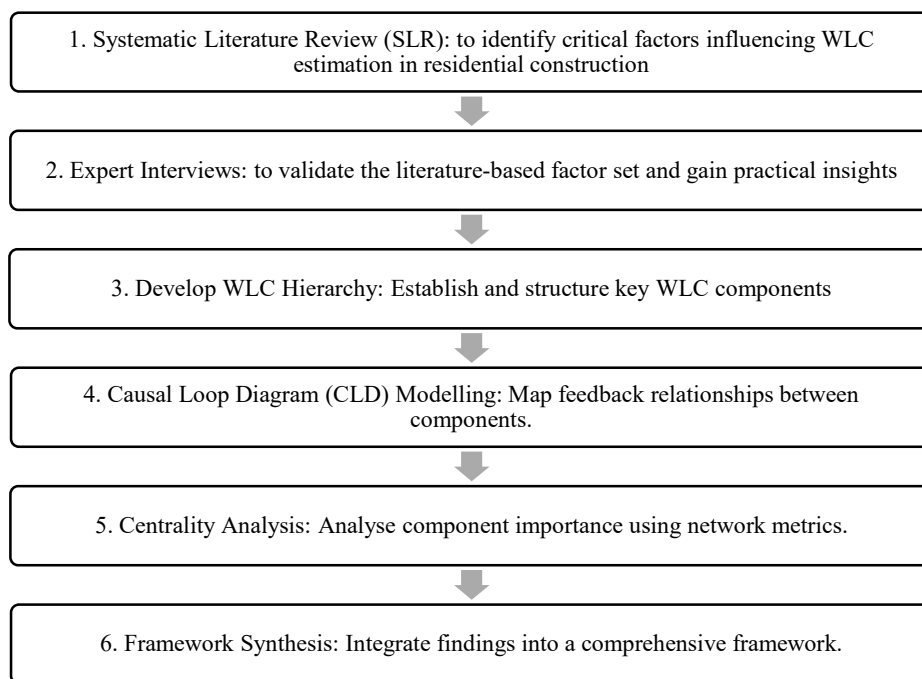 1. Systematic Literature Review (SLR): to identify critical factors influencing WLC
estimation in residential construction
2. Expert Interviews: to validate the literature-based factor set and gain practical insights
3. Develop WLC Hierarchy: Establish and structure key WLC components
4. Causal Loop Diagram (CLD) Modelling: Map feedback relationships between
components.
5. Centrality Analysis: Analyse component importance using network metrics.
6. Framework Synthesis: Integrate findings into a comprehensive framework.